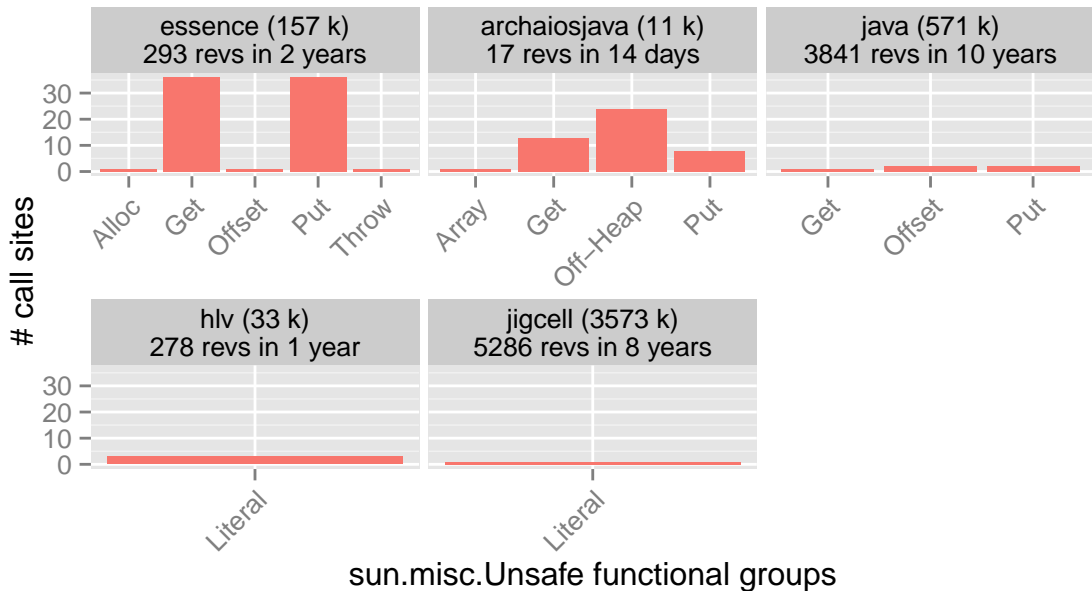 essence (157 k)
293 revs in 2 years
archaiosjava (11 k)
17 revs in 14 days
java (571 k)
3841 revs in 10 years
30
20
10
0
Alloc
Get
Offset
Put
Throw
Array
Get
Off−Heap
Put
Get
Offset
Put
# call sites
hlv (33 k)
278 revs in 1 year
jigcell (3573 k)
5286 revs in 8 years
30
20
10
0
Literal
Literal
sun.misc.Unsafe functional groups